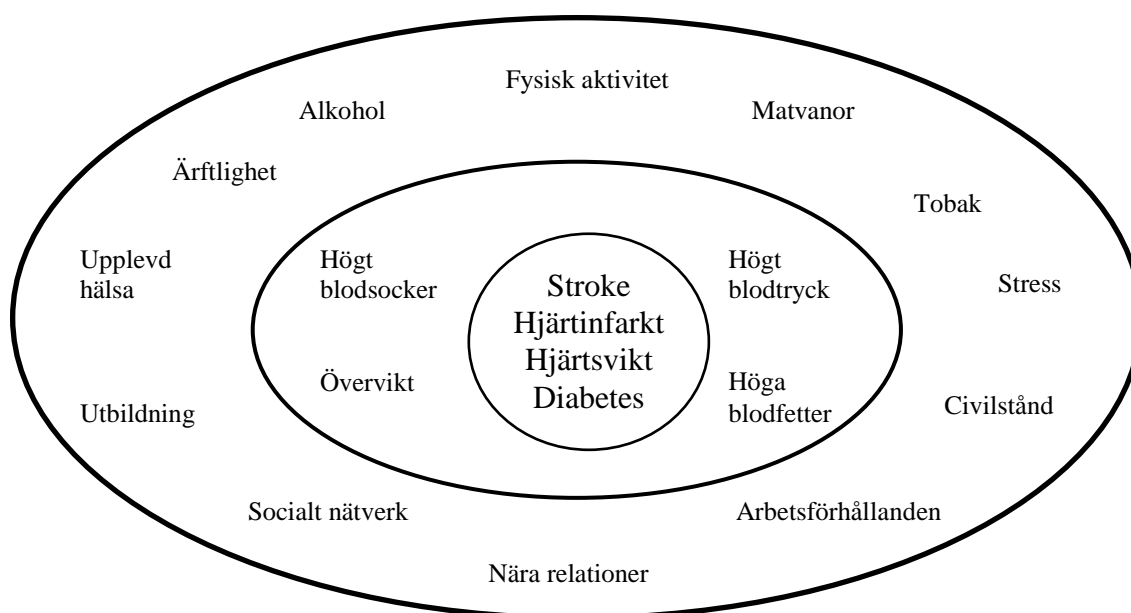 Fysisk aktivitet
Alkohol
Matvanor
Ärftlighet
Tobak
Upplevd
hälsa
Högt
blodsocker
Stroke
Hjärtinfarkt
Hjärtsvikt
Diabetes
Högt
blodtryck
Stress
Övervikt
Höga
blodfetter
Utbildning
Civilstånd
Socialt nätverk
Arbetsförhållanden
Nära relationer